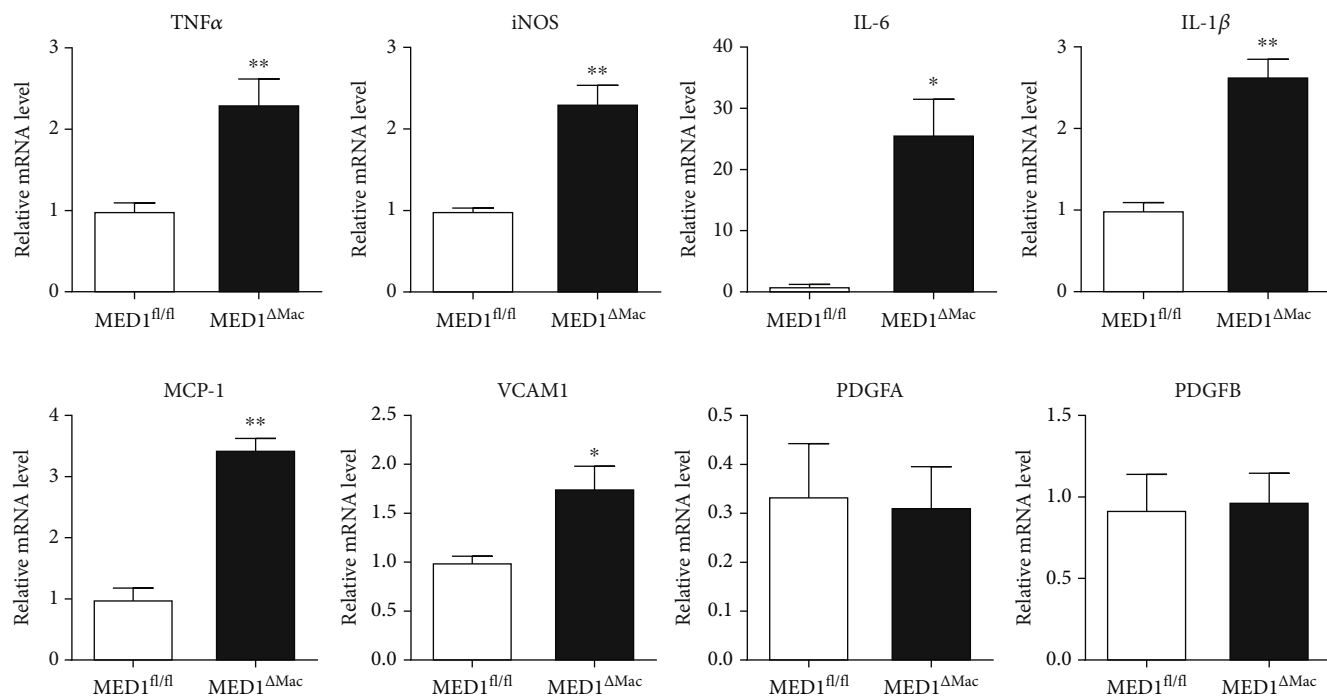 TNFα
iNOS
IL-6
IL-1β
Relative mRNA level
3
2
1
0
**
MED1fl/fl
MED1ΔMac
Relative mRNA level
3
2
1
0
**
MED1fl/fl
MED1ΔMac
Relative mRNA level
40
30
20
10
0
*
MED1fl/fl
MED1ΔMac
Relative mRNA level
3
2
1
0
**
MED1fl/fl
MED1ΔMac
MCP-1
VCAM1
PDGFA
PDGFB
Relative mRNA level
4
3
2
1
0
**
MED1fl/fl
MED1ΔMac
Relative mRNA level
2.5
2.0
1.5
1.0
0.5
0.0
*
MED1fl/fl
MED1ΔMac
Relative mRNA level
0.5
0.4
0.3
0.2
0.1
0.0
MED1fl/fl
MED1ΔMac
Relative mRNA level
1.5
1.0
0.5
0.0
MED1fl/fl
MED1ΔMac